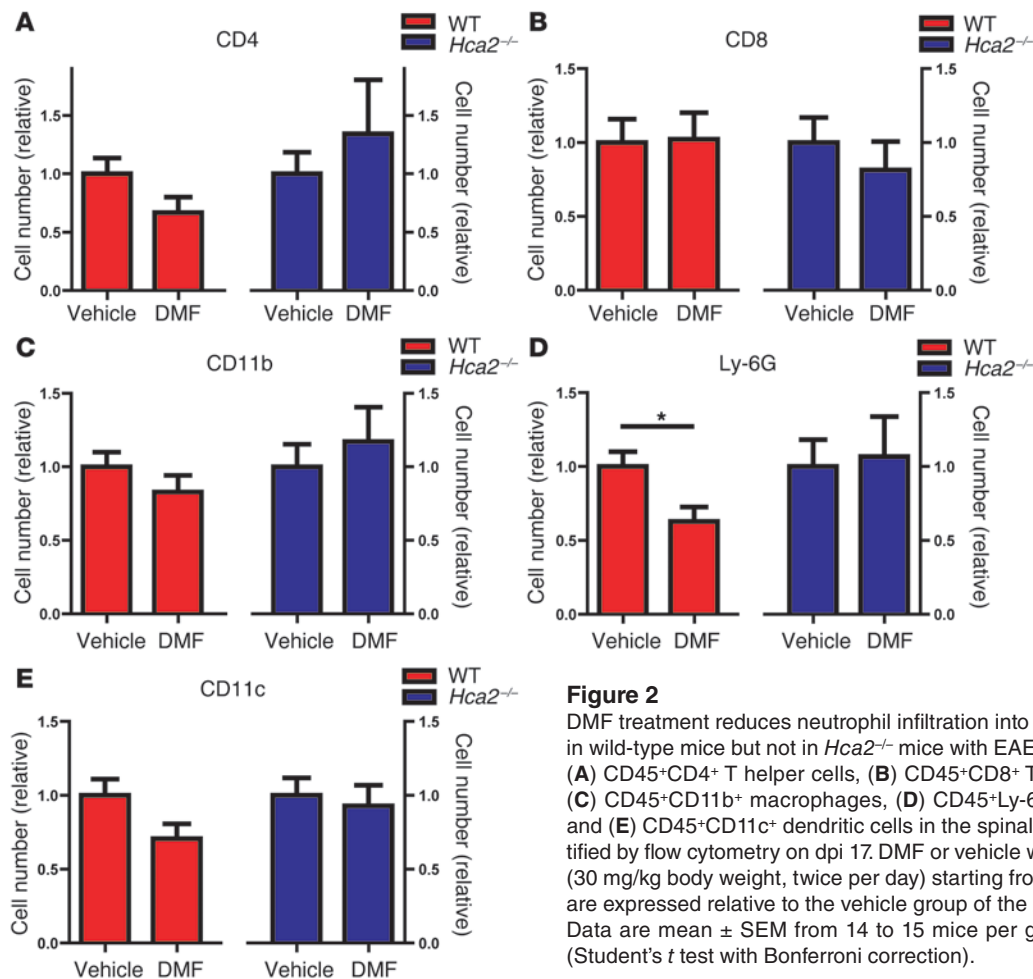 A
CD4
WT
Hca2⁻/⁻
Cell number (relative)
1.5
1.0
0.5
0.0
Vehicle DMF
Vehicle DMF
1.5
1.0
0.5
0.0
Cell number (relative)
B
CD8
WT
Hca2⁻/⁻
Cell number (relative)
1.5
1.0
0.5
0.0
Vehicle DMF
Vehicle DMF
1.5
1.0
0.5
0.0
Cell number (relative)
C
CD11b
WT
Hca2⁻/⁻
Cell number (relative)
1.5
1.0
0.5
0.0
Vehicle DMF
Vehicle DMF
1.5
1.0
0.5
0.0
Cell number (relative)
D
Ly-6G
WT
Hca2⁻/⁻
Cell number (relative)
1.5
1.0
0.5
0.0
*
Vehicle DMF
Vehicle DMF
1.5
1.0
0.5
0.0
Cell number (relative)
E
CD11c
WT
Hca2⁻/⁻
Cell number (relative)
1.5
1.0
0.5
0.0
Vehicle DMF
Vehicle DMF
1.5
1.0
0.5
0.0
Cell number (relative)
Figure 2
DMF treatment reduces neutrophil infiltration into
in wild-type mice but not in Hca2⁻/⁻ mice with EAE
(A) CD45⁺CD4⁺ T helper cells, (B) CD45⁺CD8⁺ T
(C) CD45⁺CD11b⁺ macrophages, (D) CD45⁺Ly-6
and (E) CD45⁺CD11c⁺ dendritic cells in the spinal
tified by flow cytometry on dpi 17. DMF or vehicle w
(30 mg/kg body weight, twice per day) starting fro
are expressed relative to the vehicle group of the
Data are mean ± SEM from 14 to 15 mice per g
(Student's t test with Bonferroni correction).